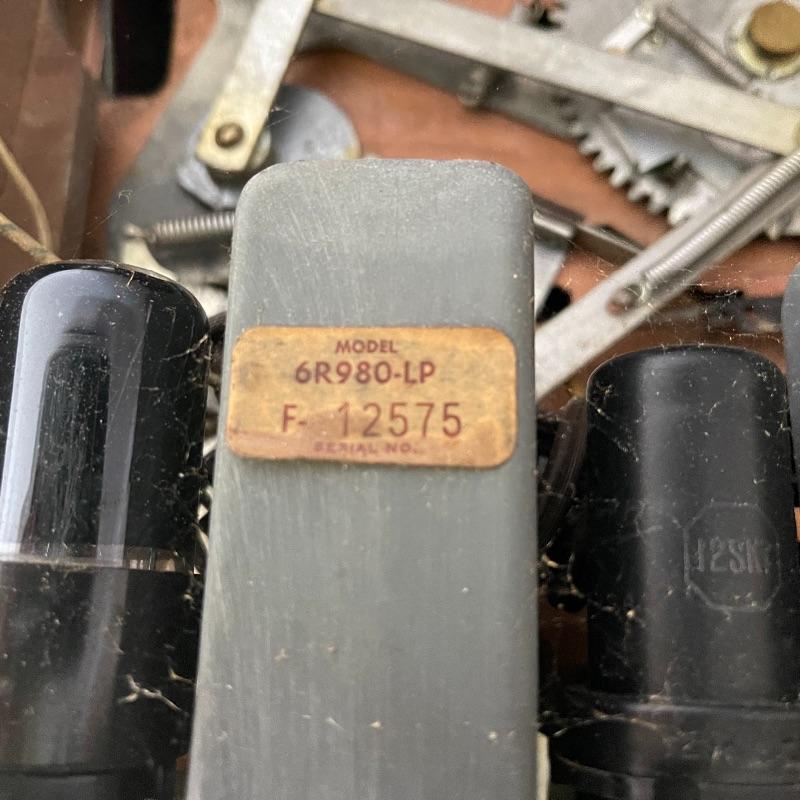 MODEL
6R980-LP
F- 12575
SERIAL NO.
12SK7